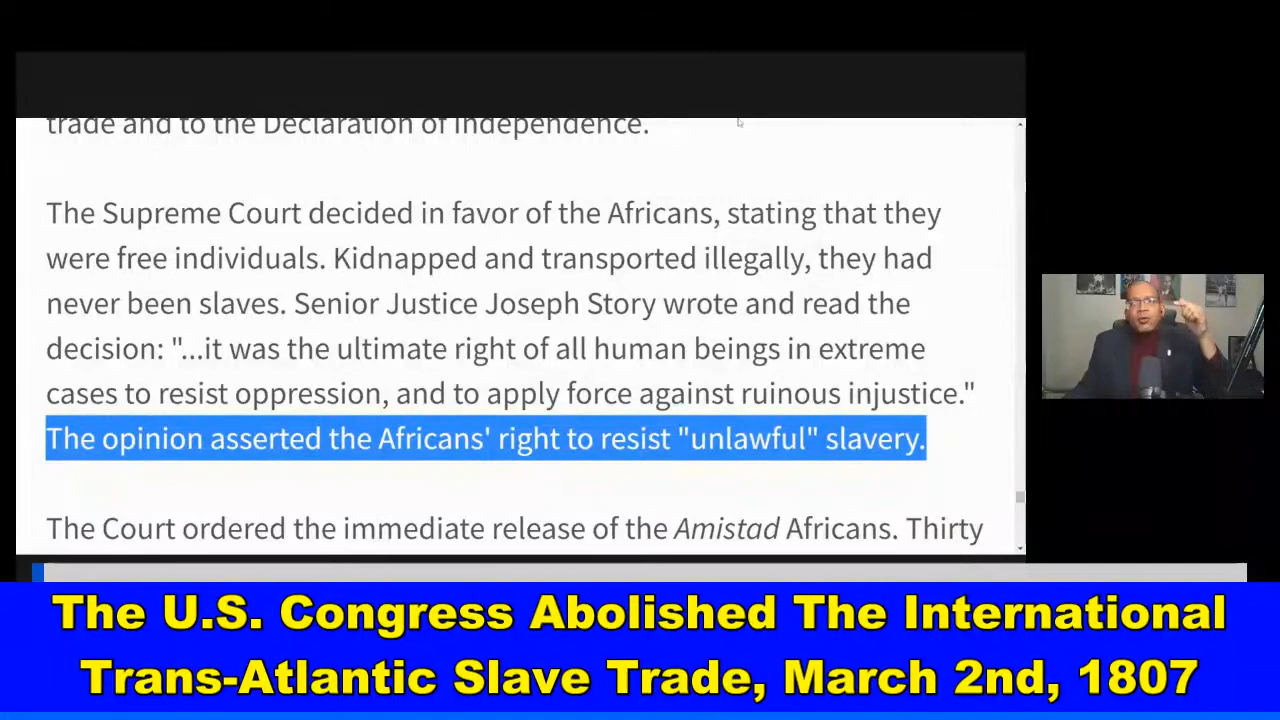 trade and to the Declaration of Independence.
The Supreme Court decided in favor of the Africans, stating that they
were free individuals. Kidnapped and transported illegally, they had
never been slaves. Senior Justice Joseph Story wrote and read the
decision: "...it was the ultimate right of all human beings in extreme
cases to resist oppression, and to apply force against ruinous injustice."
The opinion asserted the Africans' right to resist "unlawful" slavery.
The Court ordered the immediate release of the Amistad Africans. Thirty
The U.S. Congress Abolished The International
Trans-Atlantic Slave Trade, March 2nd, 1807